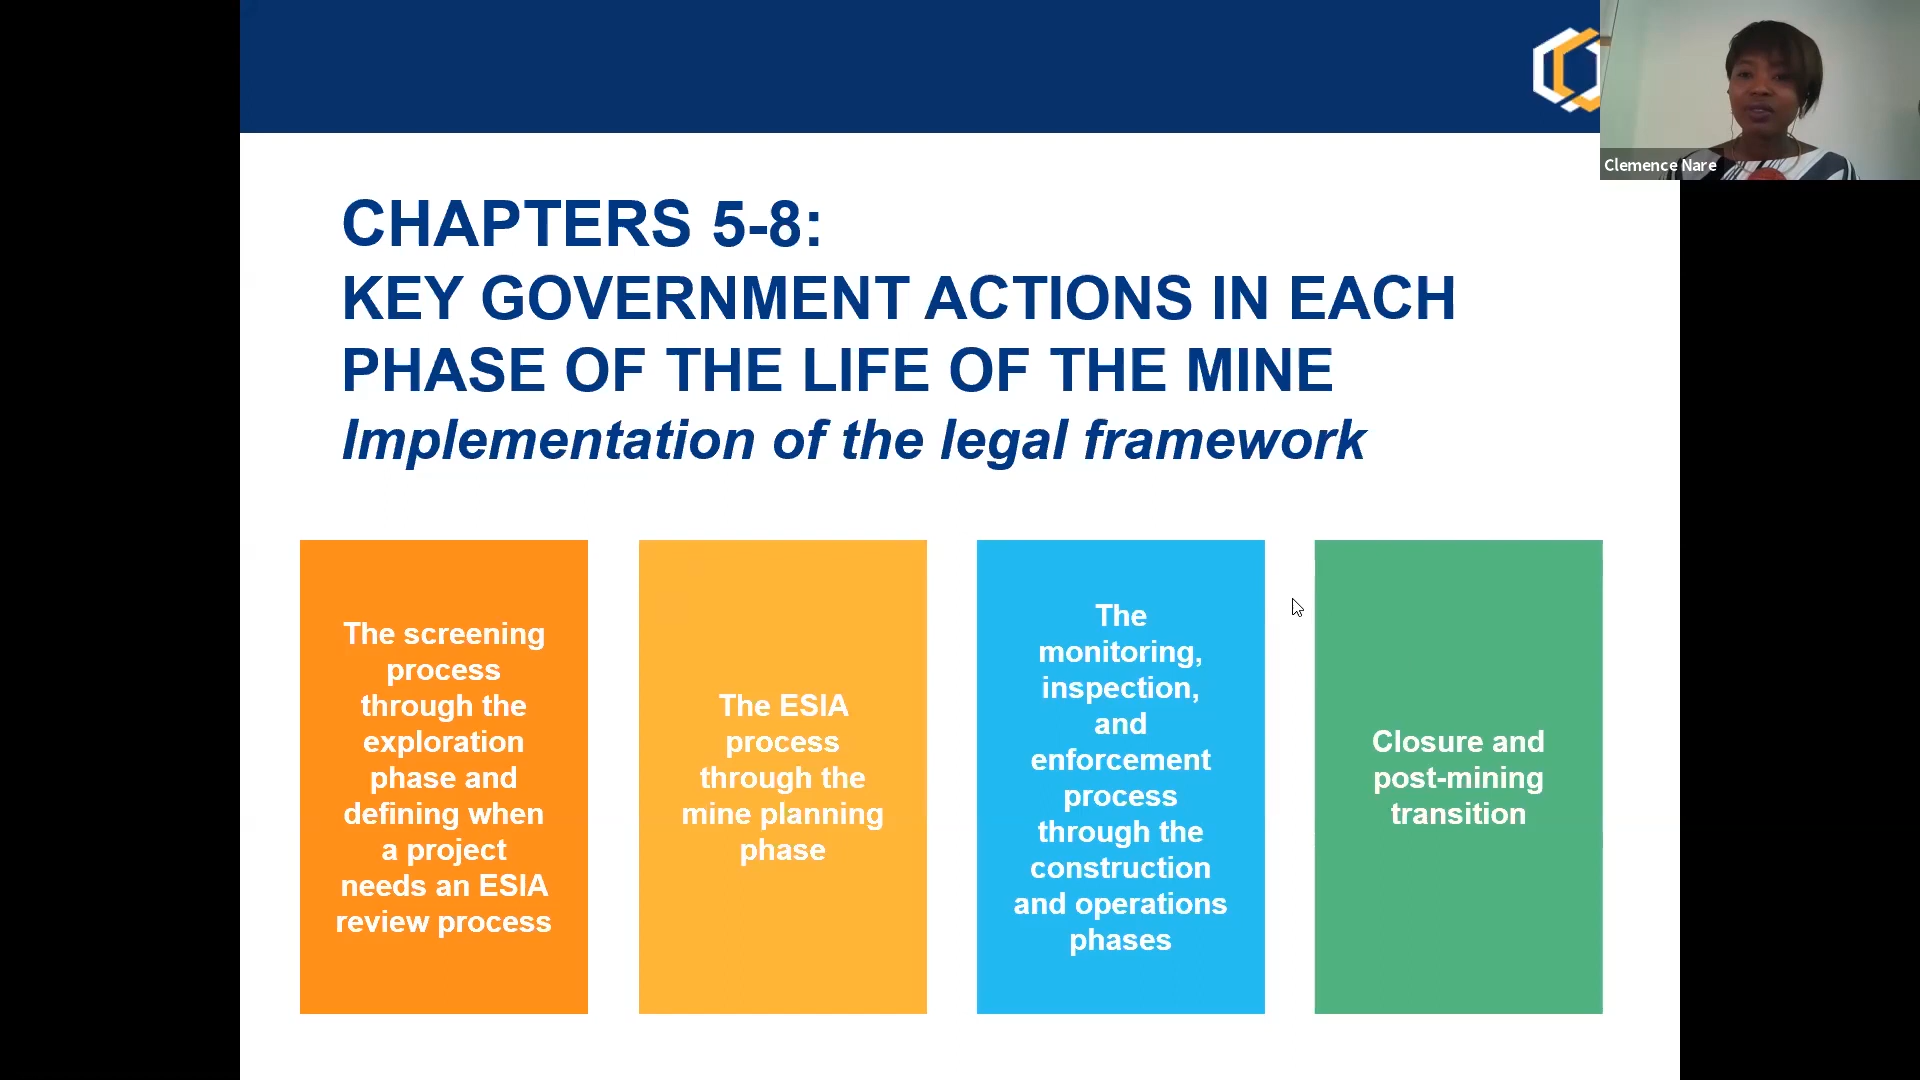 Clemence Nare
CHAPTERS 5-8:
KEY GOVERNMENT ACTIONS IN EACH
PHASE OF THE LIFE OF THE MINE
Implementation of the legal framework
The screening
process
through the
exploration
phase and
defining when
a project
needs an ESIA
review process
The ESIA
process
through the
mine planning
phase
The
monitoring,
inspection,
and
enforcement
process
through the
construction
and operations
phases
Closure and
post-mining
transition